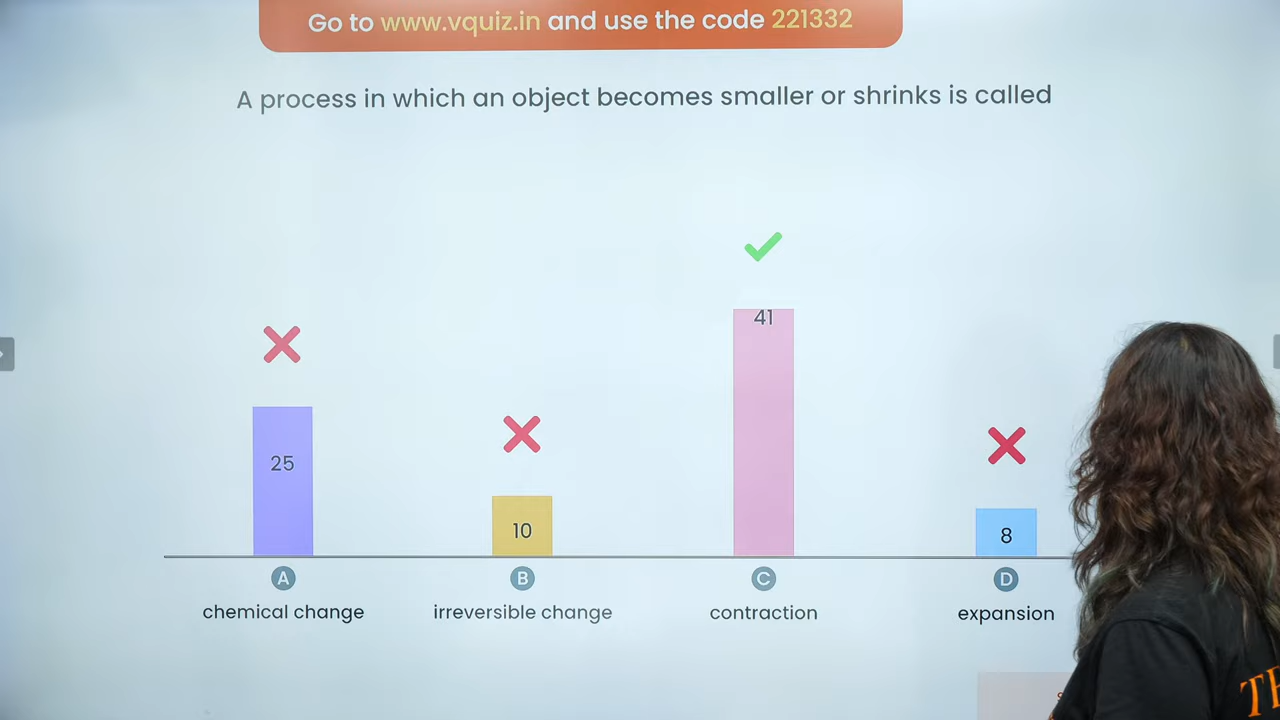 Go to www.vquiz.in and use the code 221332
A process in which an object becomes smaller or shrinks is called
41
25
10
8
A B C D
chemical change irreversible change contraction expansion